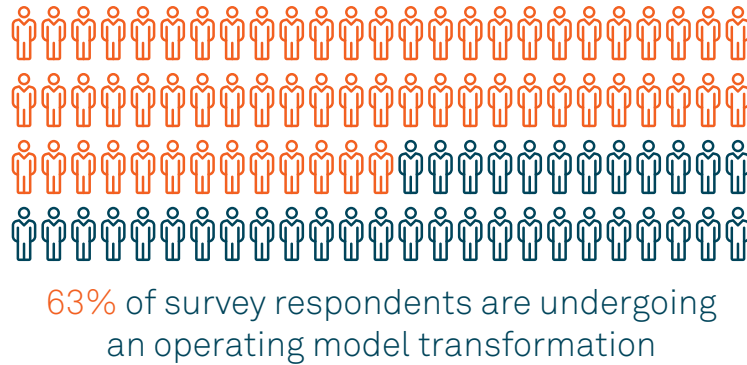 63% of survey respondents are undergoing
an operating model transformation